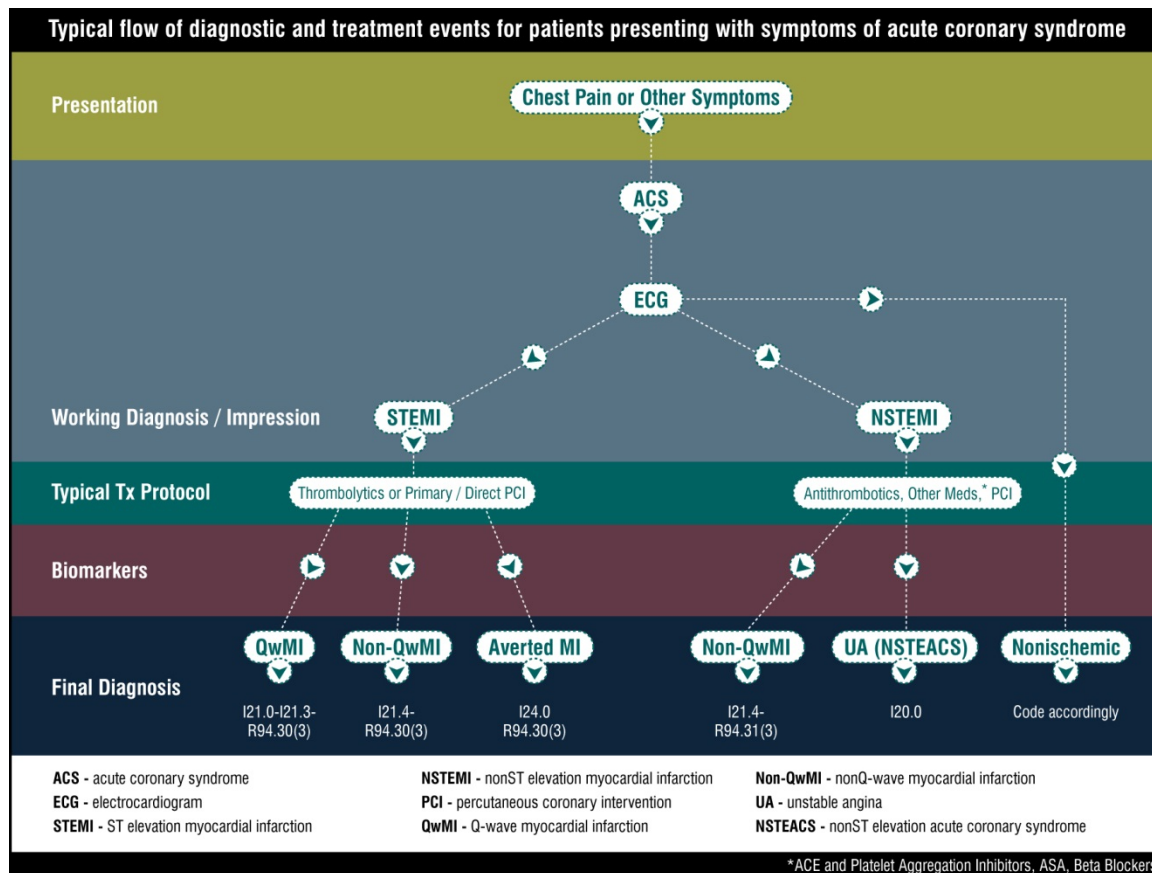 Typical flow of diagnostic and treatment events for patients presenting with symptoms of acute coronary syndrome
Presentation
Chest Pain or Other Symptoms
ACS
ECG
Working Diagnosis / Impression
STEMI
NSTEMI
Typical Tx Protocol
Thrombolytics or Primary / Direct PCI
Antithrombotics, Other Meds,* PCI
Biomarkers
QwMI
Non-QwMI
Averted MI
Non-QwMI
UA (NSTEACS)
Nonischemic
Final Diagnosis
I21.0-I21.3-
R94.30(3)
I21.4-
R94.30(3)
I24.0
R94.30(3)
I21.4-
R94.31(3)
I20.0
Code accordingly
ACS - acute coronary syndrome
ECG - electrocardiogram
STEMI - ST elevation myocardial infarction
NSTEMI - nonST elevation myocardial infarction
PCI - percutaneous coronary intervention
QwMI - Q-wave myocardial infarction
Non-QwMI - nonQ-wave myocardial infarction
UA - unstable angina
NSTEACS - nonST elevation acute coronary syndrome
*ACE and Platelet Aggregation Inhibitors, ASA, Beta Blockers